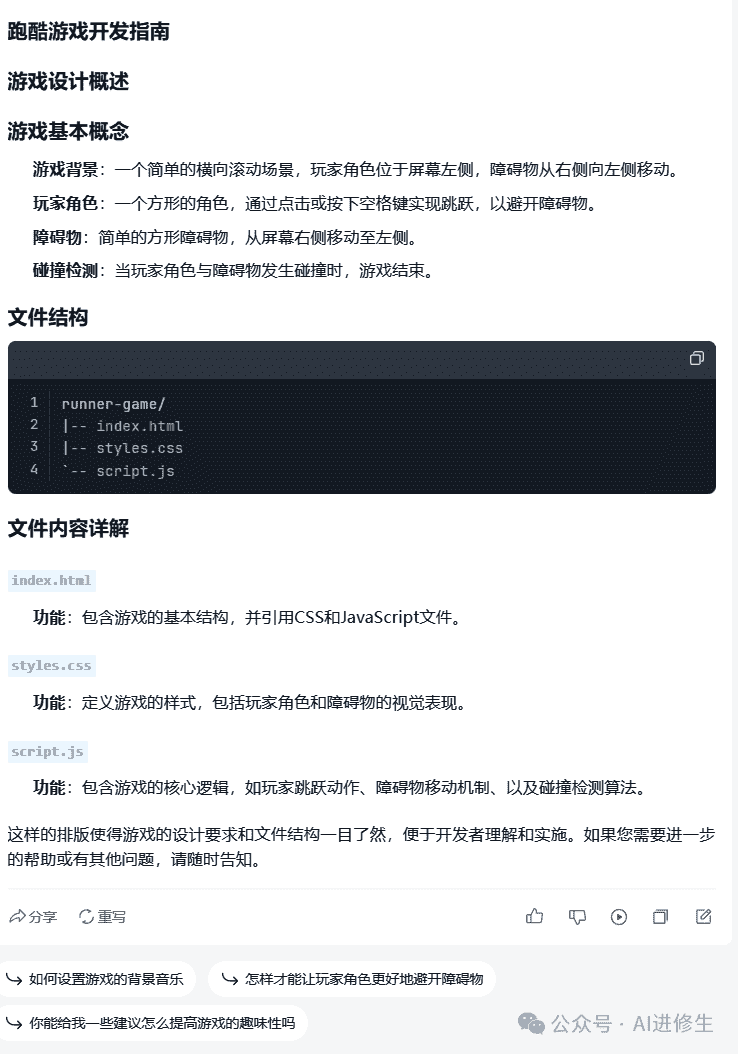 跑酷游戏开发指南
游戏设计概述
游戏基本概念
游戏背景：一个简单的横向滚动场景，玩家角色位于屏幕左侧，障碍物从右侧向左侧移动。
玩家角色：一个方形的角色，通过点击或按下空格键实现跳跃，以避开障碍物。
障碍物：简单的方形障碍物，从屏幕右侧移动至左侧。
碰撞检测：当玩家角色与障碍物发生碰撞时，游戏结束。
文件结构
1 runner-game/
2 |-- index.html
3 |-- styles.css
4 `-- script.js
文件内容详解
index.html
功能：包含游戏的基本结构，并引用CSS和JavaScript文件。
styles.css
功能：定义游戏的样式，包括玩家角色和障碍物的视觉表现。
script.js
功能：包含游戏的核心逻辑，如玩家跳跃动作、障碍物移动机制、以及碰撞检测算法。
这样的排版使得游戏的设计要求和文件结构一目了然，便于开发者理解和实施。如果您需要进一步
的帮助或有其他问题，请随时告知。
分享 重写
如何设置游戏的背景音乐 怎样才能让玩家角色更好地避开障碍物
你能给我一些建议怎么提高游戏的趣味性吗
公众号 · AI进修生